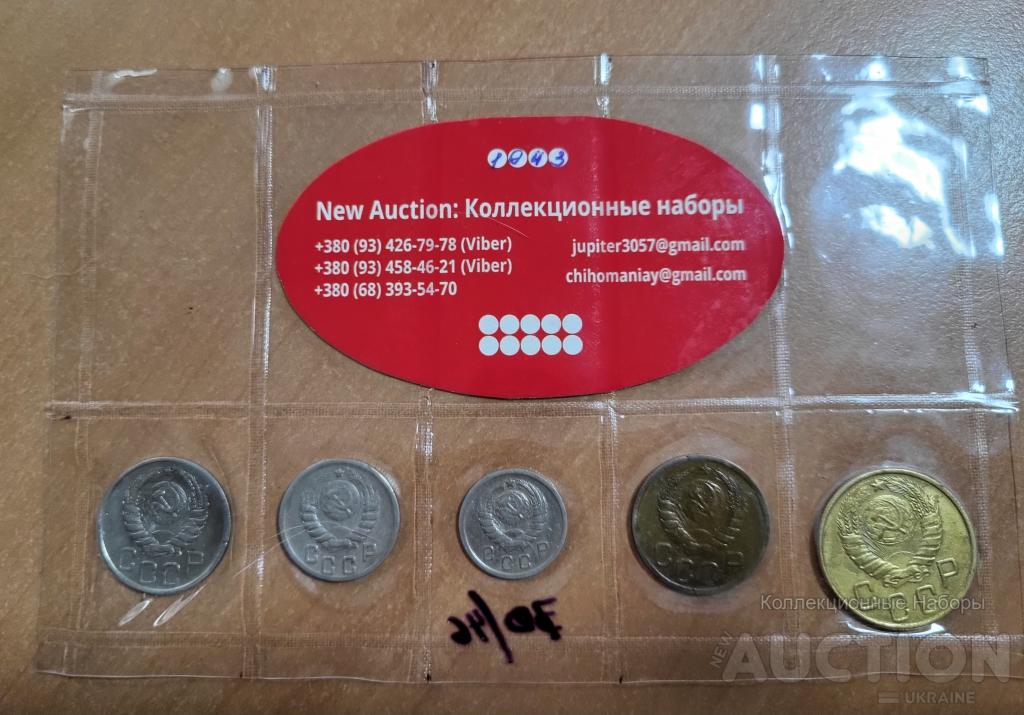 1943
New Auction: Коллекционные наборы
+380 (93) 426-79-78 (Viber)
+380 (93) 458-46-21 (Viber)
+380 (68) 393-54-70
jupiter3057@gmail.com
chihomaniay@gmail.com
СССР
СССР
СССР
СССР
СССР
Коллекционные Наборы
NEW AUCTION
UKRAINE